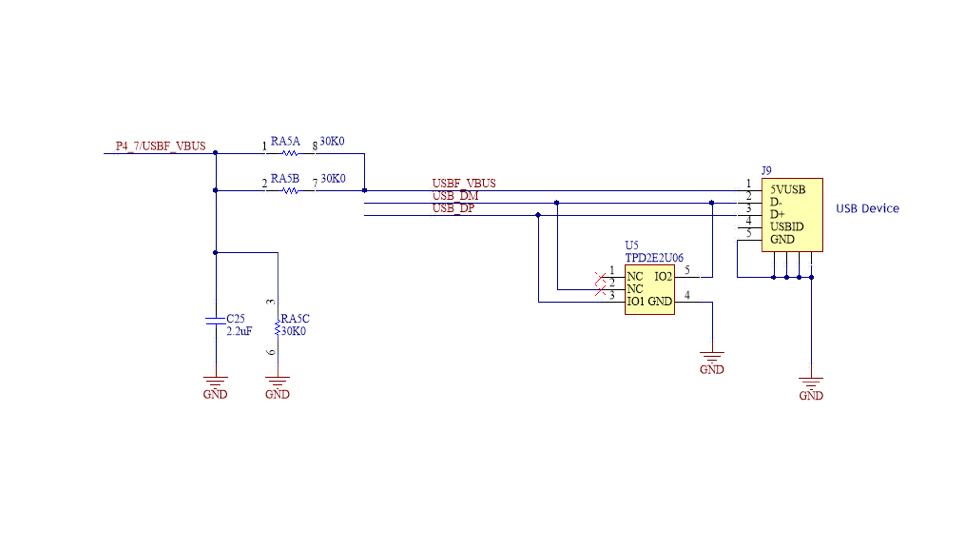 P4_7/USBF_VBUS
1 RA5A 8 30K0
2 RA5B 7 30K0
USBF_VBUS
USB_DM
USB_DP
J9
1 5VUSB
2 D-
3 D+
4 USBID
5 GND
USB Device
U5
TPD2E2U06
1 NC IO2 5
2 NC
3 IO1 GND 4
3
C25
2.2uF
RA5C
30K0
6
GND
GND
GND
GND